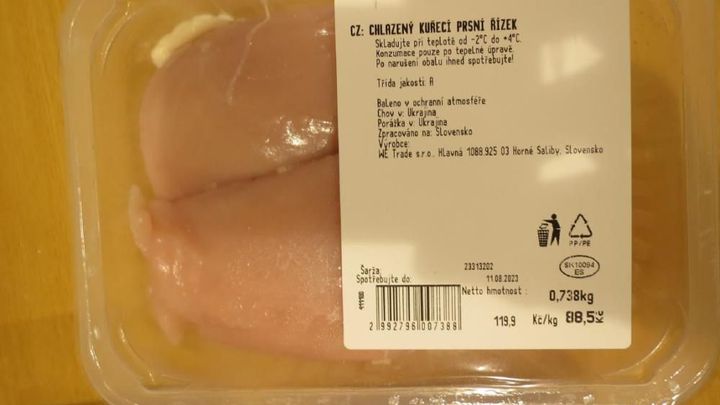 CZ: CHLAZENÝ KUŘECÍ PRSNÍ ŘÍZEK
Skladujte při teplotě od -2°C do +4°C.
Konzumace pouze po tepelné úpravě.
Po narušení obalu ihned spotřebujte!
Třída jakosti: A
Baleno v ochranní atmosféře
Chov v: Ukrajina
Porážka v: Ukrajina
Zpracováno na: Slovensko
Výrobce:
WE Trade s.r.o., Hlavná 1088,925 03 Horné Saliby, Slovensko
PP/PE
SK10094
ES
Šarža: 23313202
Spotřebujte do: 11.08.2023
Netto hmotnost : 0,738kg
2 992796 007388
119,9 Kč/kg 88,5Kč